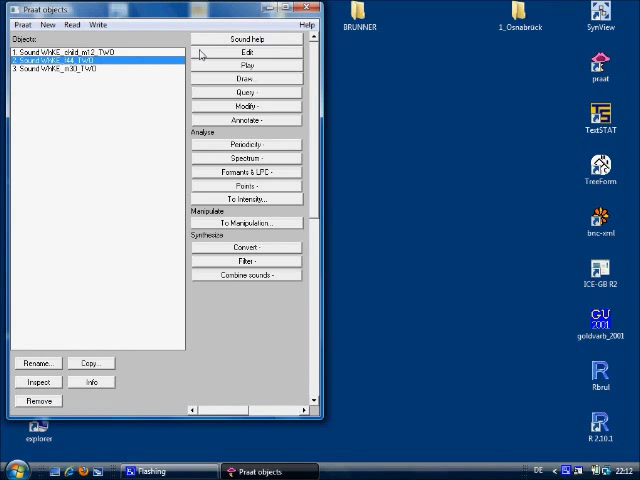 Praat objects
Praat New Read Write Help
Objects:
1. Sound WhKE_child_m12_TWO
2. Sound WhKE_f44_TWO
3. Sound WhKE_m30_TWO
Rename...
Copy...
Inspect
Info
Remove
Sound help
Edit
Play
Draw...
Query -
Modify -
Annotate -
Analyse
Periodicity -
Spectrum -
Formants & LPC -
Points -
To Intensity...
Manipulate
To Manipulation...
Synthesize
Convert -
Filter -
Combine sounds -
BRUNNER
1_Osnabrück
SynView
praat
TextSTAT
TreeForm
bnc-xml
ICE-GB R2
GU
2001
goldvarb_2001
Rbrul
R 2.10.1
explorer
Flashing
Praat objects
DE
22:12